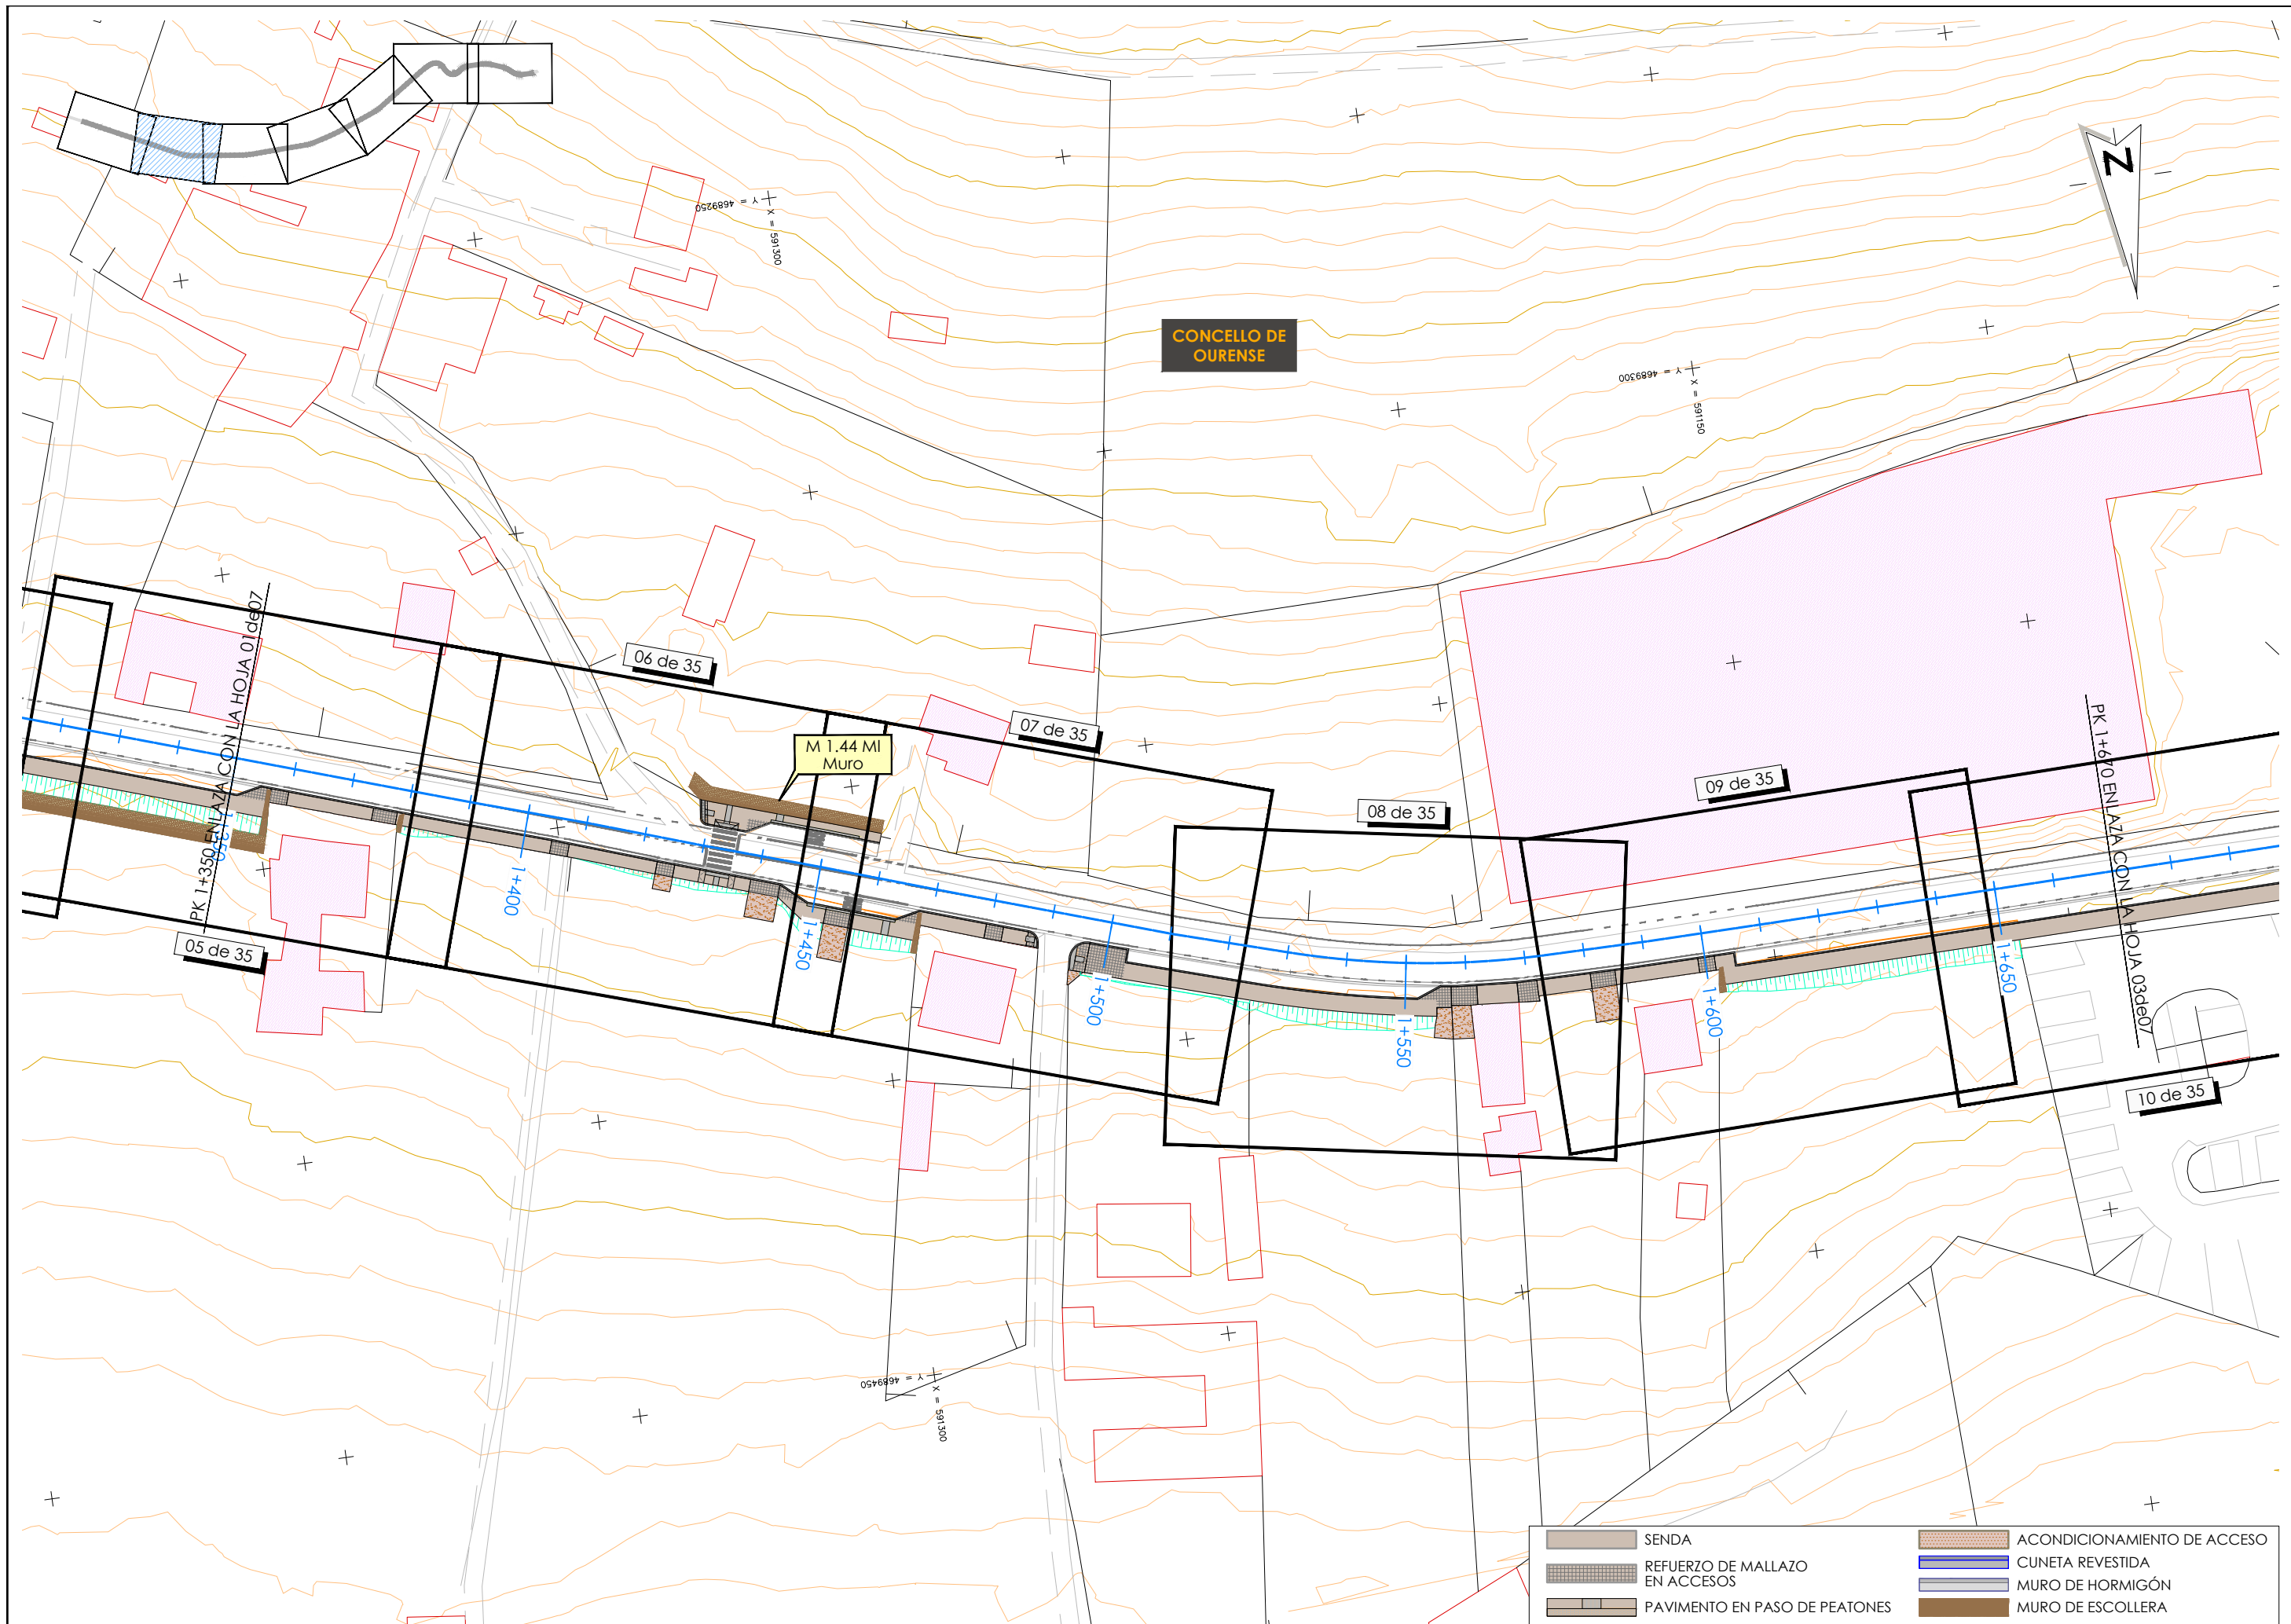 N
Y = 4689250
X = 591300
CONCELLO DE
OURENSE
Y = 4689300
X = 591150
PK 1+350 ENLAZA CON LA HOJA 01de07
06 de 35
07 de 35
M 1.44 MI
Muro
08 de 35
09 de 35
PK 1+670 ENLAZA CON LA HOJA 03de07
05 de 35
1+350
1+400
1+450
1+500
1+550
1+600
1+650
10 de 35
Y = 4689450
X = 591300
SENDA
REFUERZO DE MALLAZO
EN ACCESOS
PAVIMENTO EN PASO DE PEATONES
ACONDICIONAMIENTO DE ACCESO
CUNETA REVESTIDA
MURO DE HORMIGÓN
MURO DE ESCOLLERA